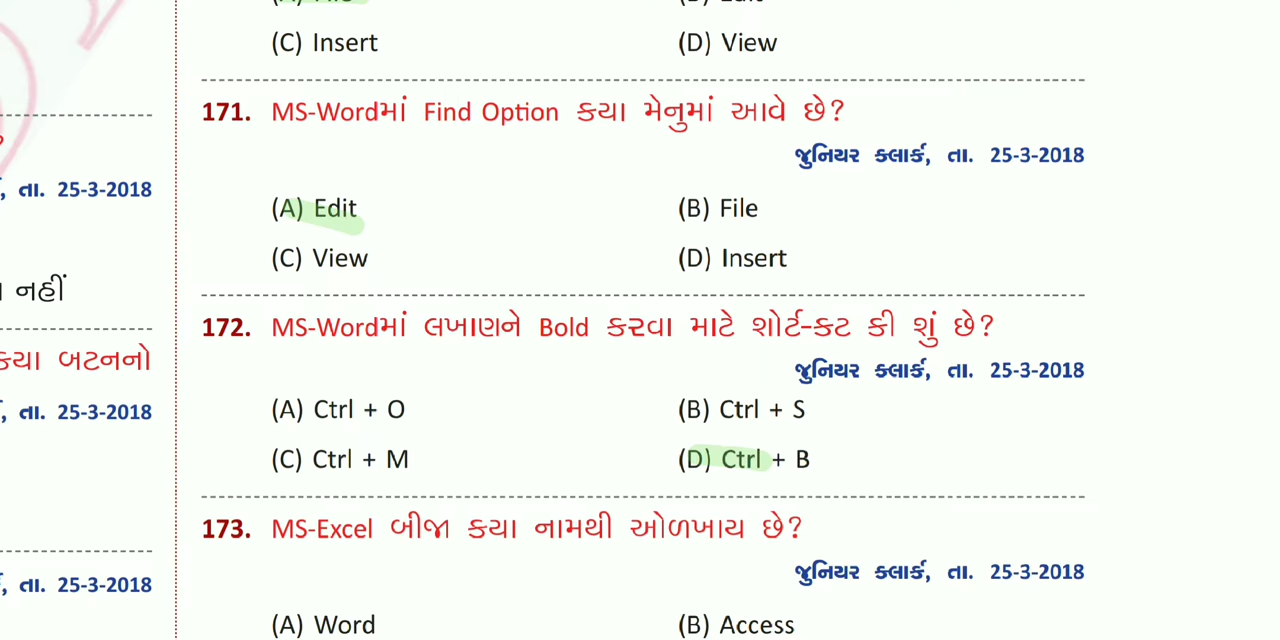 (C) Insert (D) View
171. MS-Wordમાં Find Option કયા મેનુમાં આવે છે?
જુનિયર ક્લાર્ક, તા. 25-3-2018
(A) Edit (B) File
(C) View (D) Insert
172. MS-Wordમાં લખાણને Bold કરવા માટે શોર્ટ-કટ કી શું છે?
જુનિયર ક્લાર્ક, તા. 25-3-2018
(A) Ctrl + O (B) Ctrl + S
(C) Ctrl + M (D) Ctrl + B
173. MS-Excel બીજા કયા નામથી ઓળખાય છે?
જુનિયર ક્લાર્ક, તા. 25-3-2018
(A) Word (B) Access
, તા. 25-3-2018
નહીં
કયા બટનનો
, તા. 25-3-2018
, તા. 25-3-2018